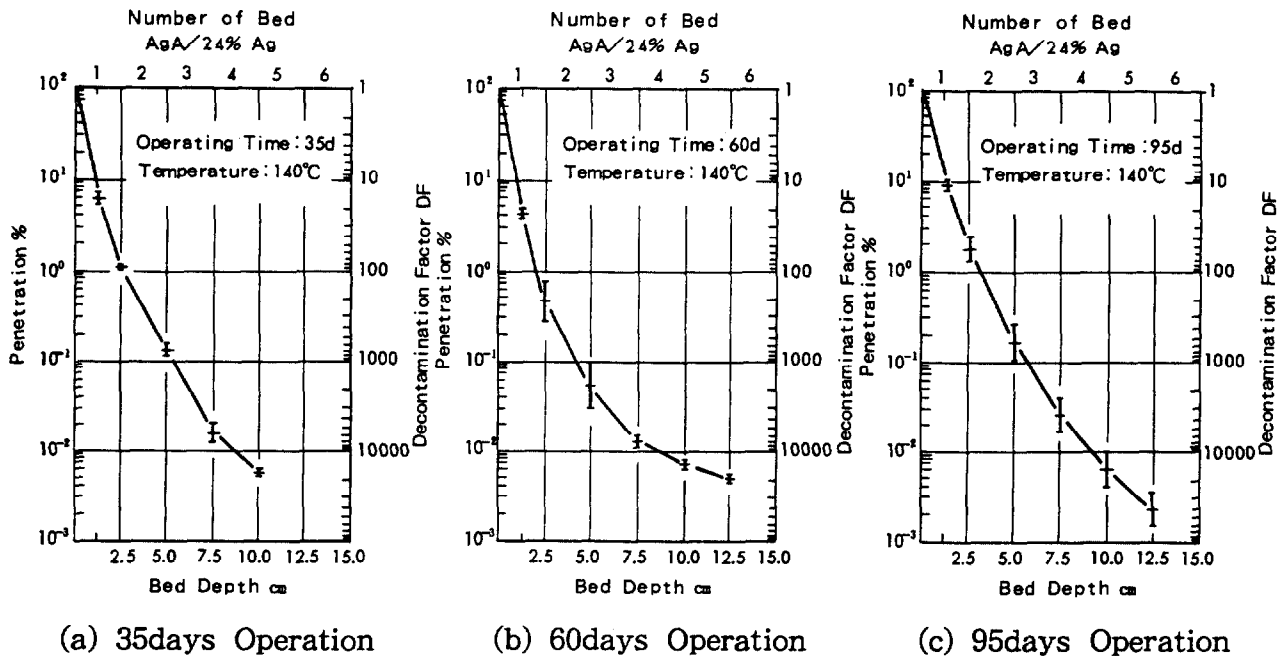 Number of Bed
AgA/24% Ag
1 2 3 4 5 6
10²
10¹
10⁰
10⁻¹
10⁻²
10⁻³
Penetration %
Operating Time:35d
Temperature:140℃
1
10
100
1000
10000
Decontamination Factor DF
2.5 5.0 7.5 10.0 15.0
Bed Depth cm
(a) 35days Operation
Number of Bed
AgA/24% Ag
1 2 3 4 5 6
10²
10¹
10⁰
10⁻¹
10⁻²
10⁻³
Penetration %
Operating Time:60d
Temperature:140℃
1
10
100
1000
10000
Decontamination Factor DF
2.5 5.0 7.5 10.0 15.0
Bed Depth cm
(b) 60days Operation
Number of Bed
AgA/24% Ag
1 2 3 4 5 6
10²
10¹
10⁰
10⁻¹
10⁻²
10⁻³
Penetration %
Operating Time:95d
Temperature:140℃
1
10
100
1000
10000
Decontamination Factor DF
2.5 5.0 7.5 10.0 12.5 15.0
Bed Depth cm
(c) 95days Operation